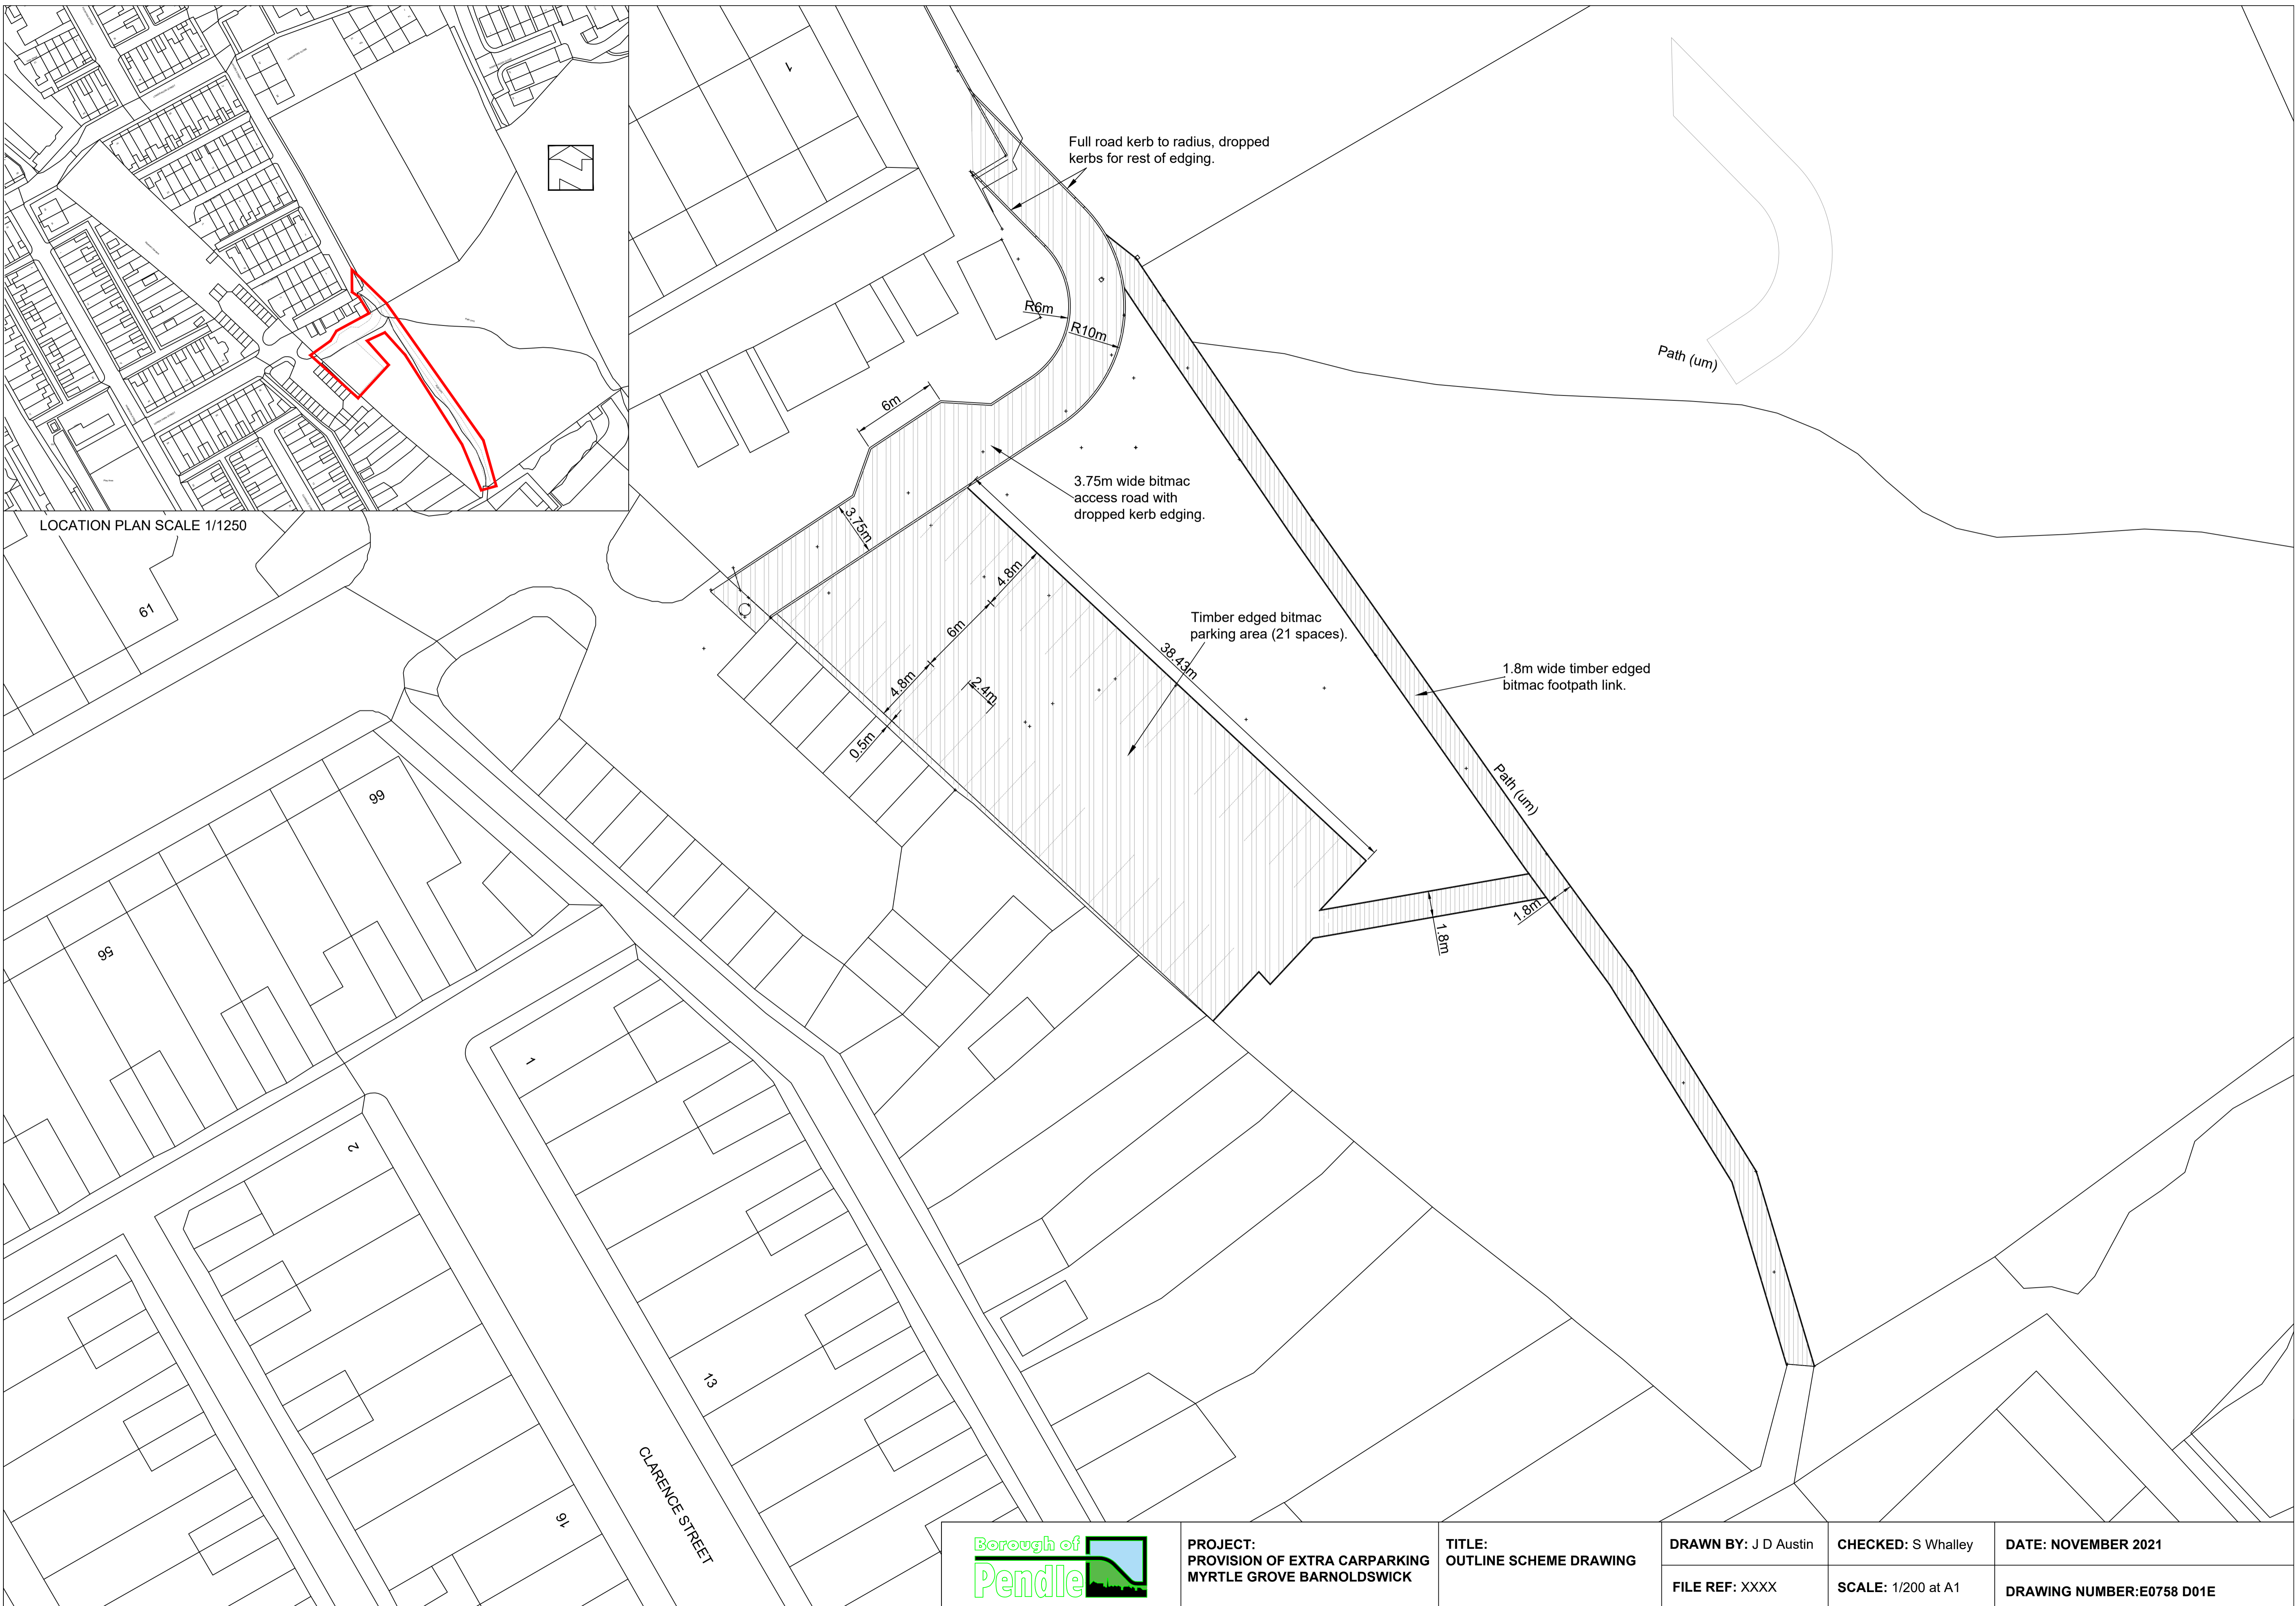 LOCATION PLAN SCALE 1/1250
1
Full road kerb to radius, dropped
kerbs for rest of edging.
R6m
R10m
Path (um)
6m
3.75m wide bitmac
access road with
dropped kerb edging.
3.75m
4.8m
6m
4.8m
2.4m
0.5m
Timber edged bitmac
parking area (21 spaces).
38.43m
1.8m wide timber edged
bitmac footpath link.
Path (um)
1.8m
1.8m
61
66
56
1
2
13
16
CLARENCE STREET
Borough of
Pendle
PROJECT:
PROVISION OF EXTRA CARPARKING
MYRTLE GROVE BARNOLDSWICK
TITLE:
OUTLINE SCHEME DRAWING
DRAWN BY: J D Austin
CHECKED: S Whalley
DATE: NOVEMBER 2021
FILE REF: XXXX
SCALE: 1/200 at A1
DRAWING NUMBER:E0758 D01E